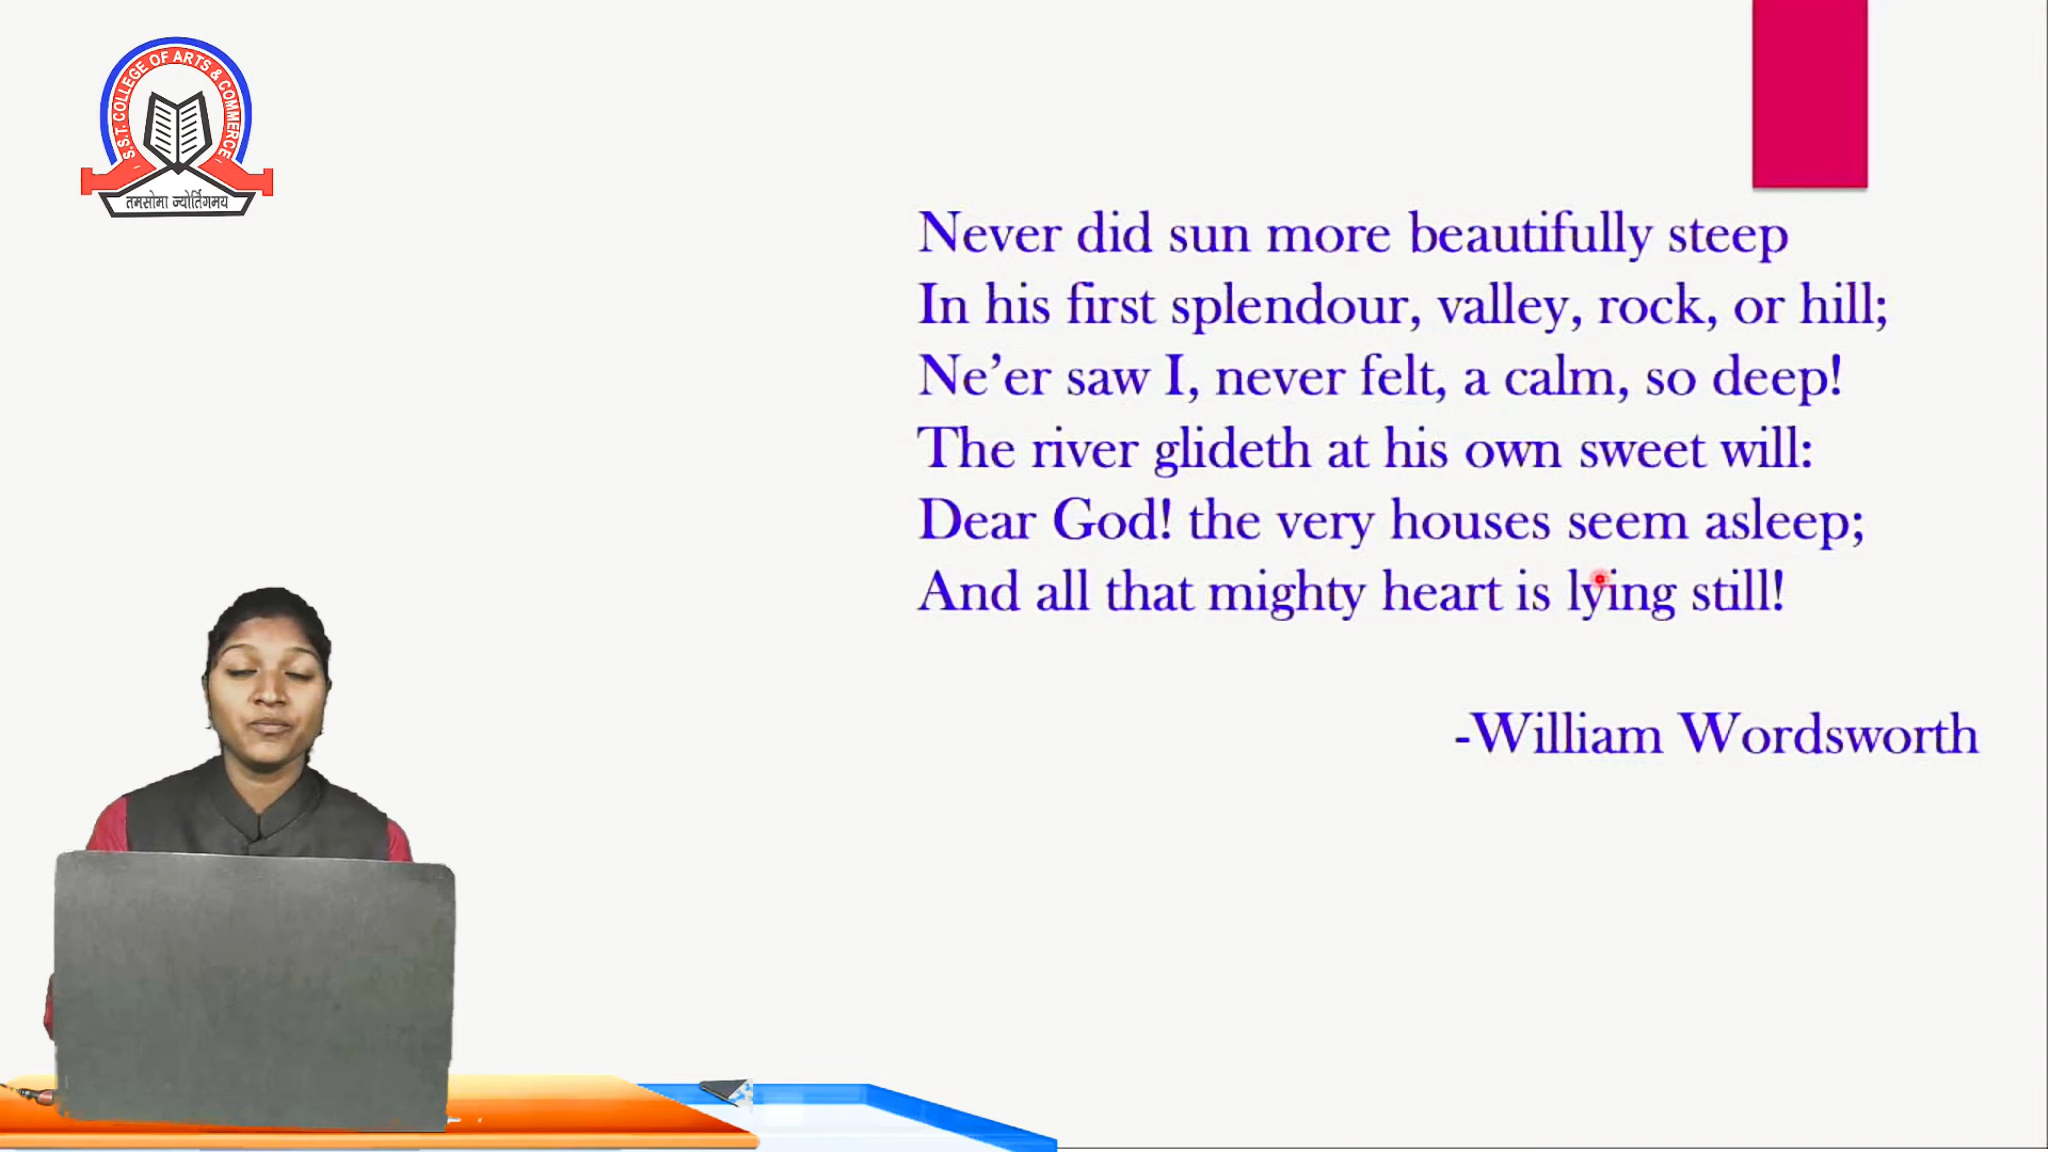 S.S.T. COLLEGE OF ARTS & COMMERCE
तमसोमा ज्योर्तिगमय
Never did sun more beautifully steep
In his first splendour, valley, rock, or hill;
Ne’er saw I, never felt, a calm, so deep!
The river glideth at his own sweet will:
Dear God! the very houses seem asleep;
And all that mighty heart is lying still!
-William Wordsworth